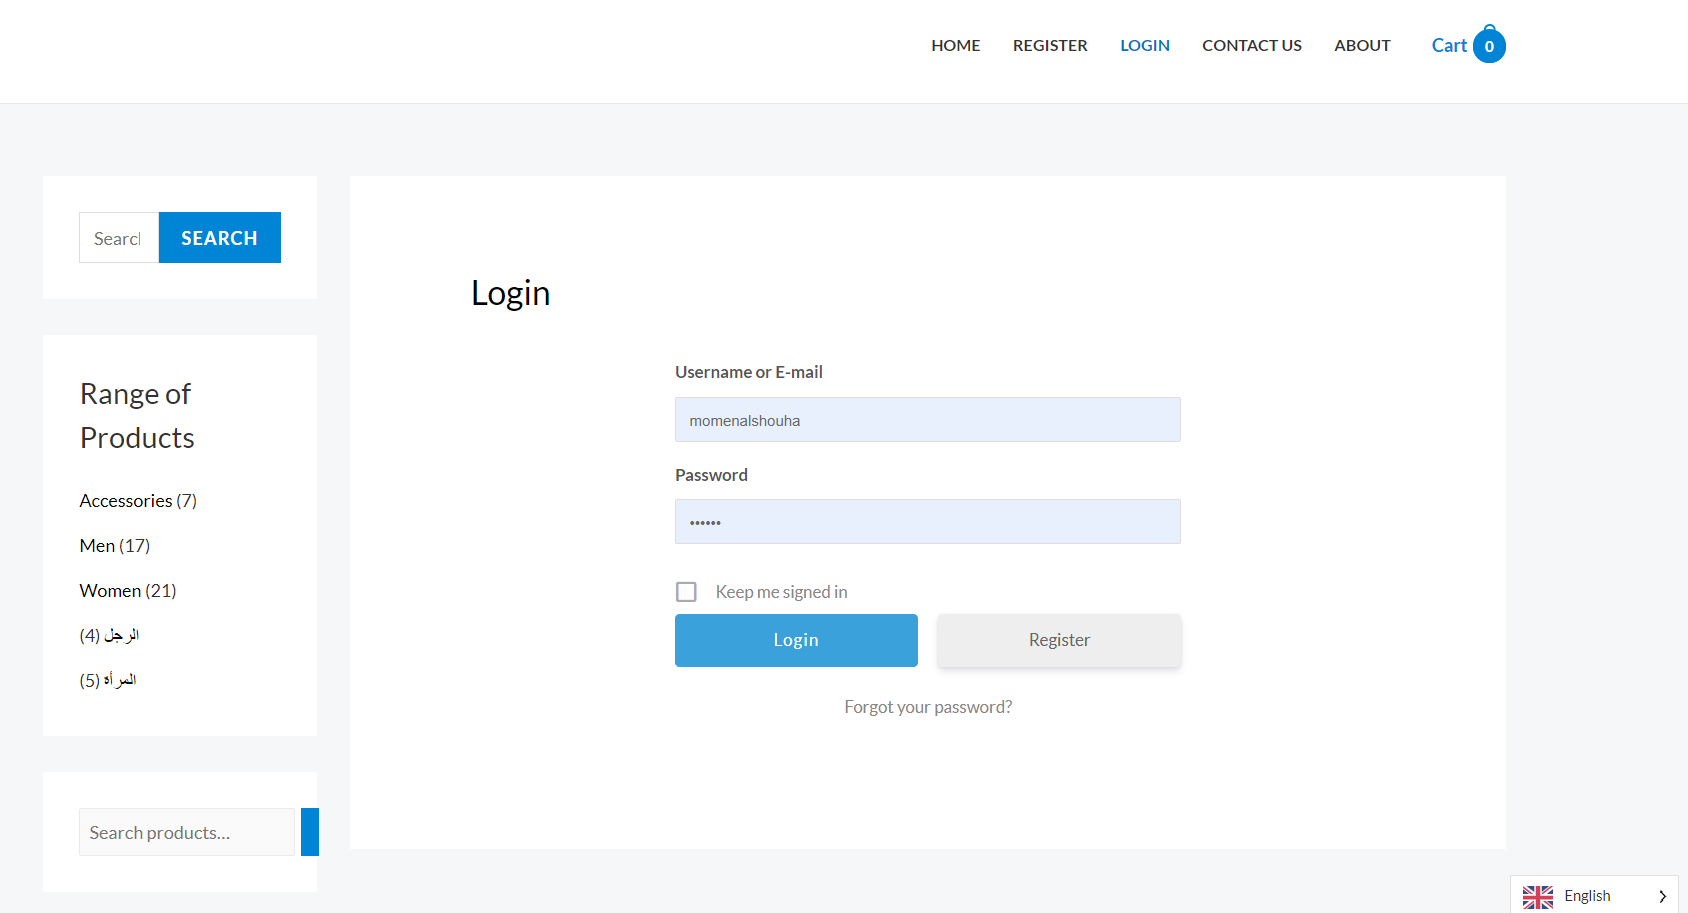 HOME REGISTER LOGIN CONTACT US ABOUT Cart 0
Search SEARCH
Range of
Products
Accessories (7)
Men (17)
Women (21)
الرجل (4)
المرأة (5)
Search products...
Login
Username or E-mail
momenalshouha
Password
••••••
Keep me signed in
Login Register
Forgot your password?
English